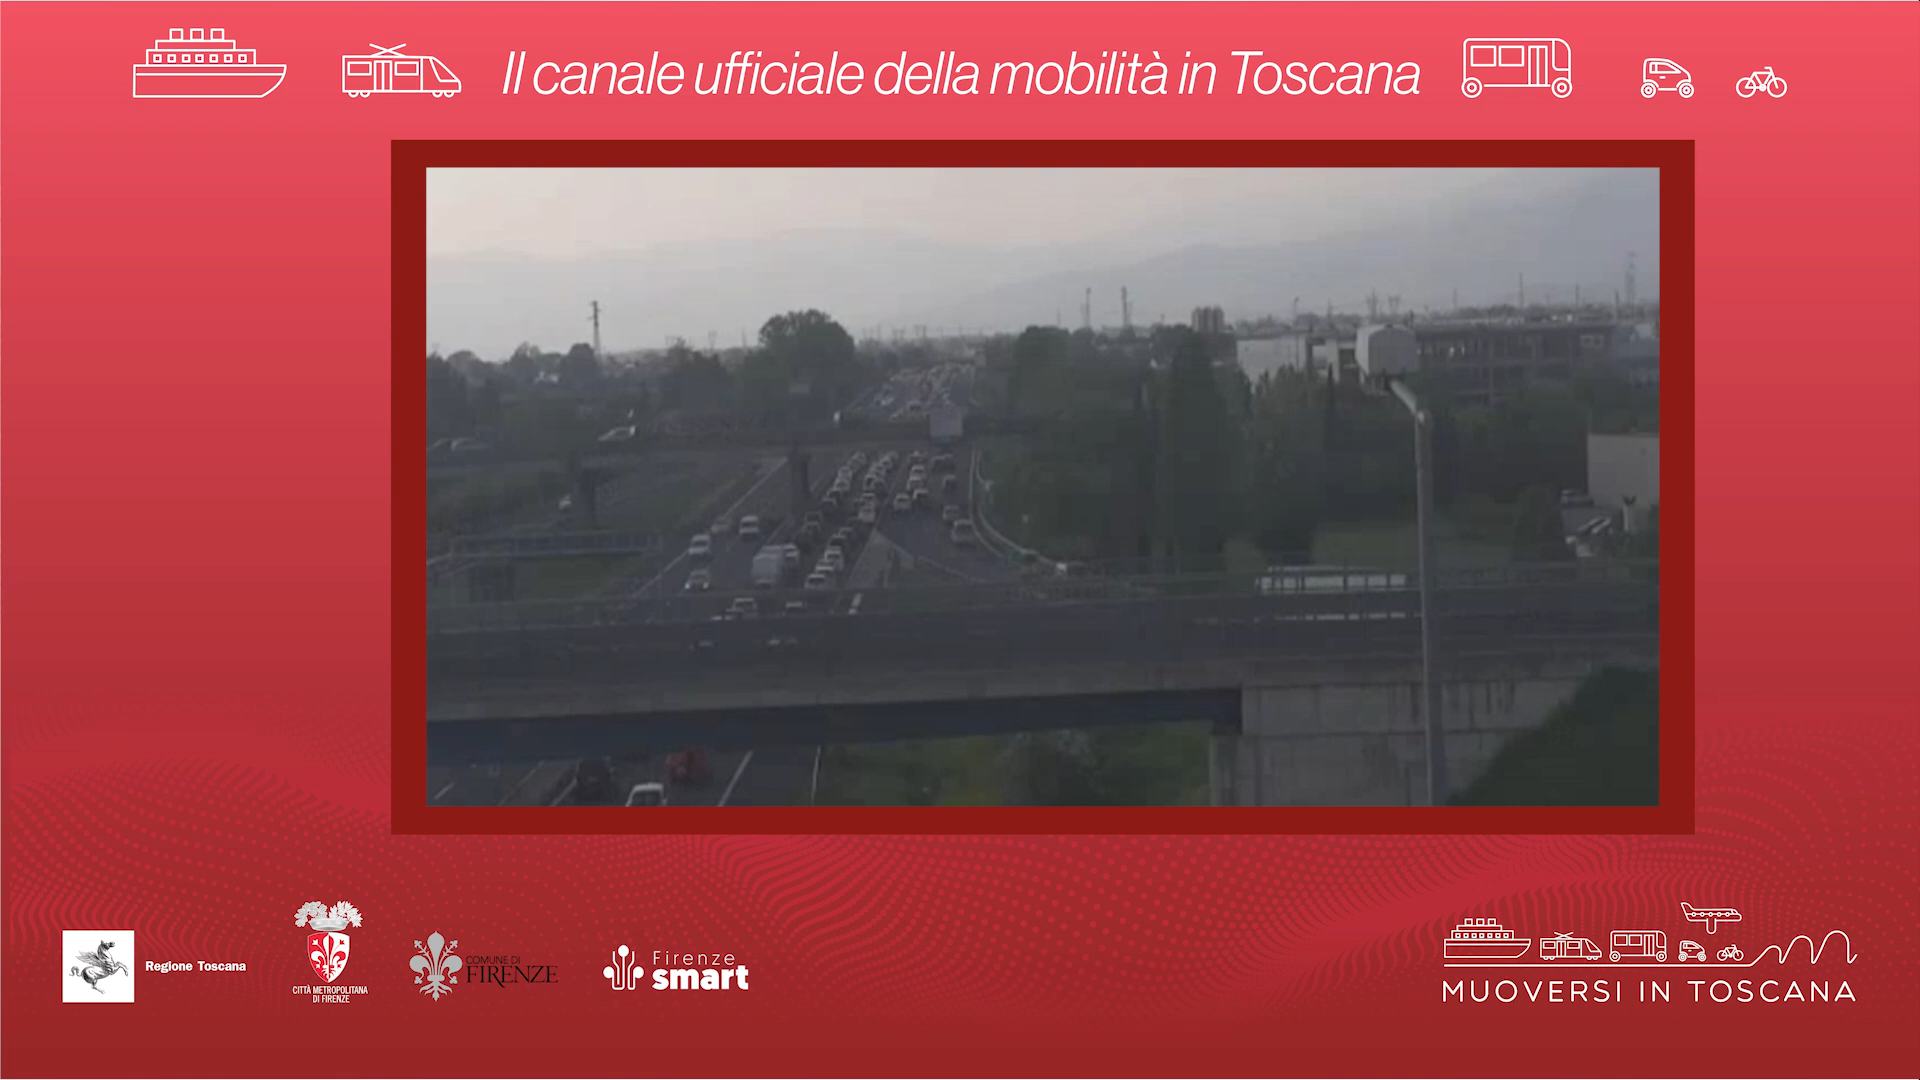 Il canale ufficiale della mobilità in Toscana
Regione Toscana
CITTÀ METROPOLITANA
DI FIRENZE
COMUNE DI
FIRENZE
Firenze
smart
MUOVERSI IN TOSCANA